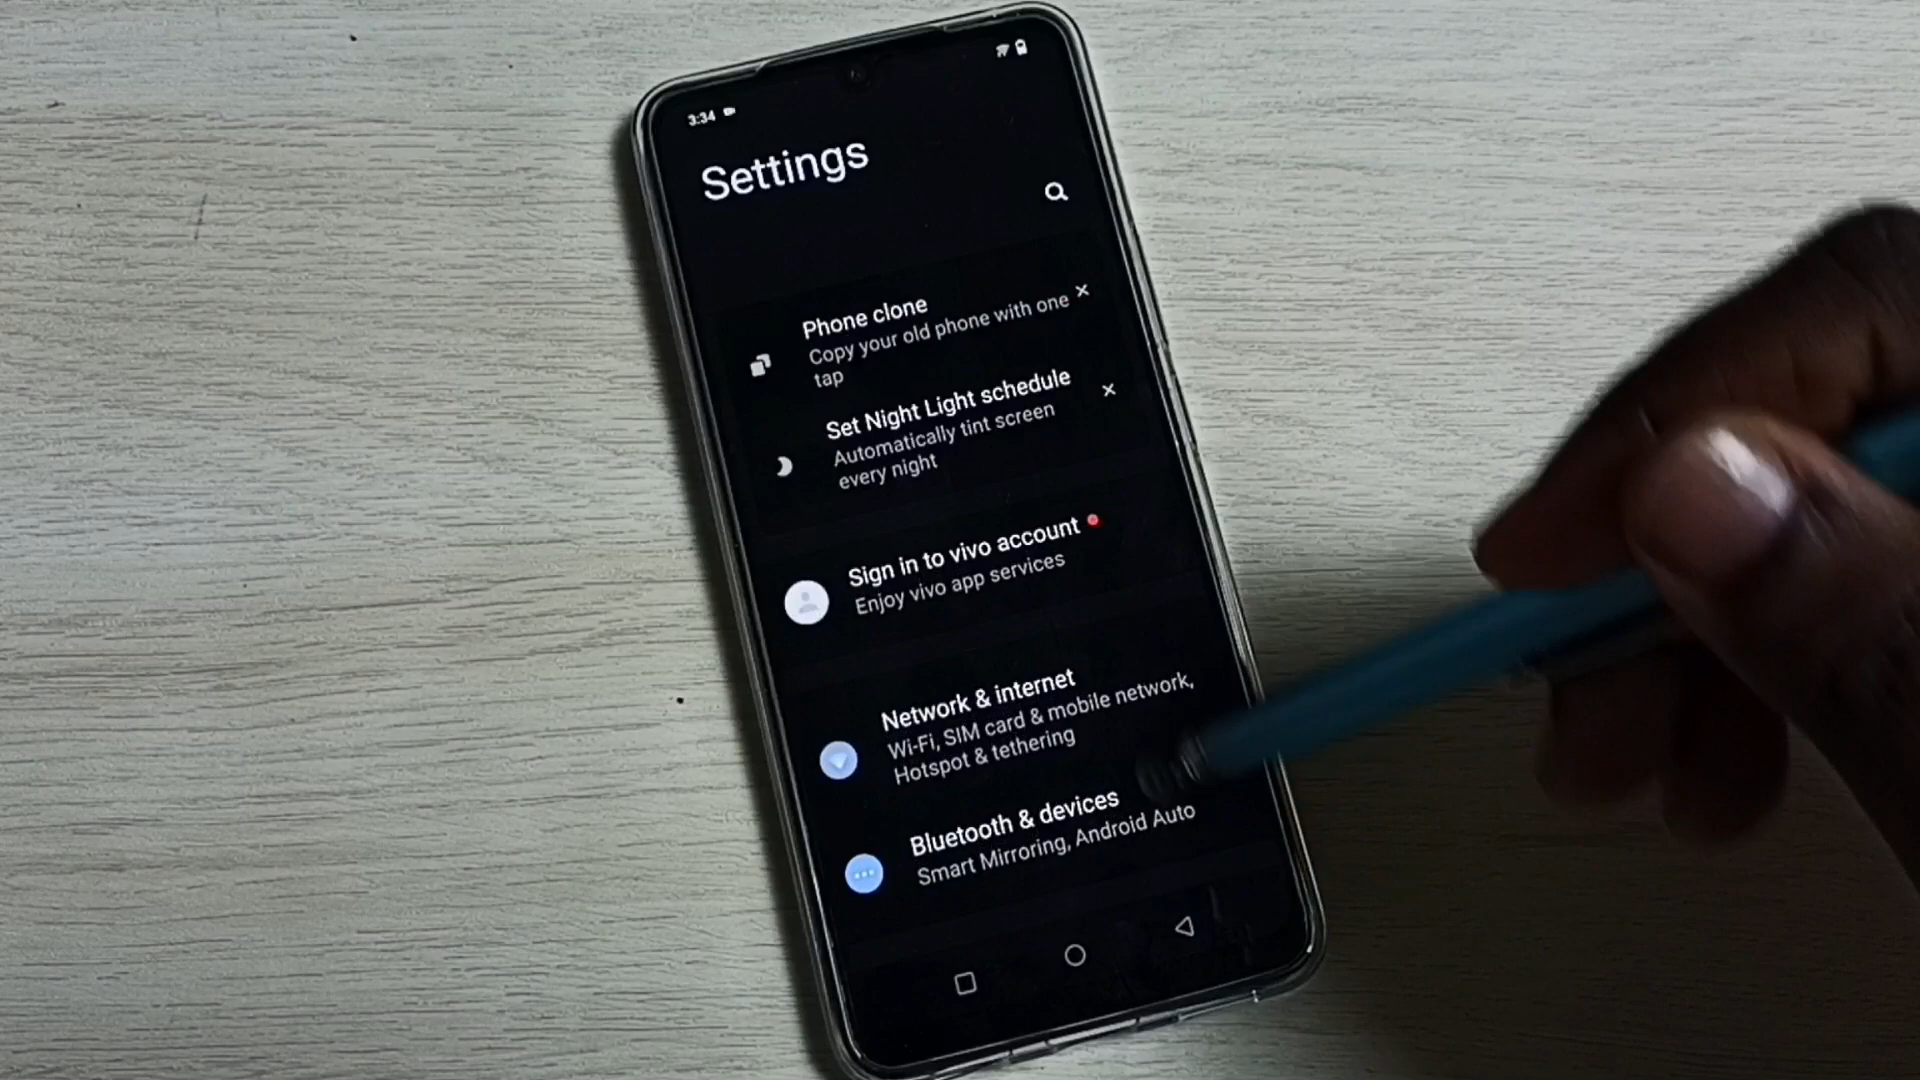 3:34
Settings
Phone clone
Copy your old phone with one
tap
Set Night Light schedule
Automatically tint screen
every night
Sign in to vivo account
Enjoy vivo app services
Network & internet
Wi-Fi, SIM card & mobile network,
Hotspot & tethering
Bluetooth & devices
Smart Mirroring, Android Auto